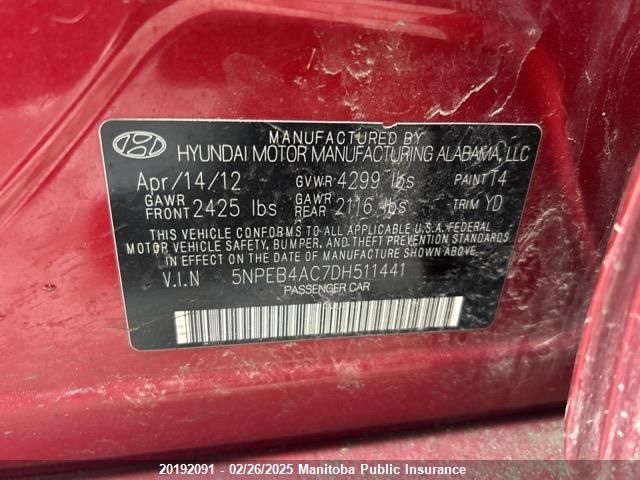 MANUFACTURED BY
HYUNDAI MOTOR MANUFACTURING ALABAMA, LLC
Apr/14/12 GVWR 4299 lbs PAINT T4
GAWR FRONT 2425 lbs GAWR REAR 2116 lbs TRIM YD
THIS VEHICLE CONFORMS TO ALL APPLICABLE U.S.A. FEDERAL
MOTOR VEHICLE SAFETY, BUMPER, AND THEFT PREVENTION STANDARDS
IN EFFECT ON THE DATE OF MANUFACTURE SHOWN ABOVE.
V.I.N 5NPEB4AC7DH511441
PASSENGER CAR
20192091 - 02/26/2025 Manitoba Public Insurance